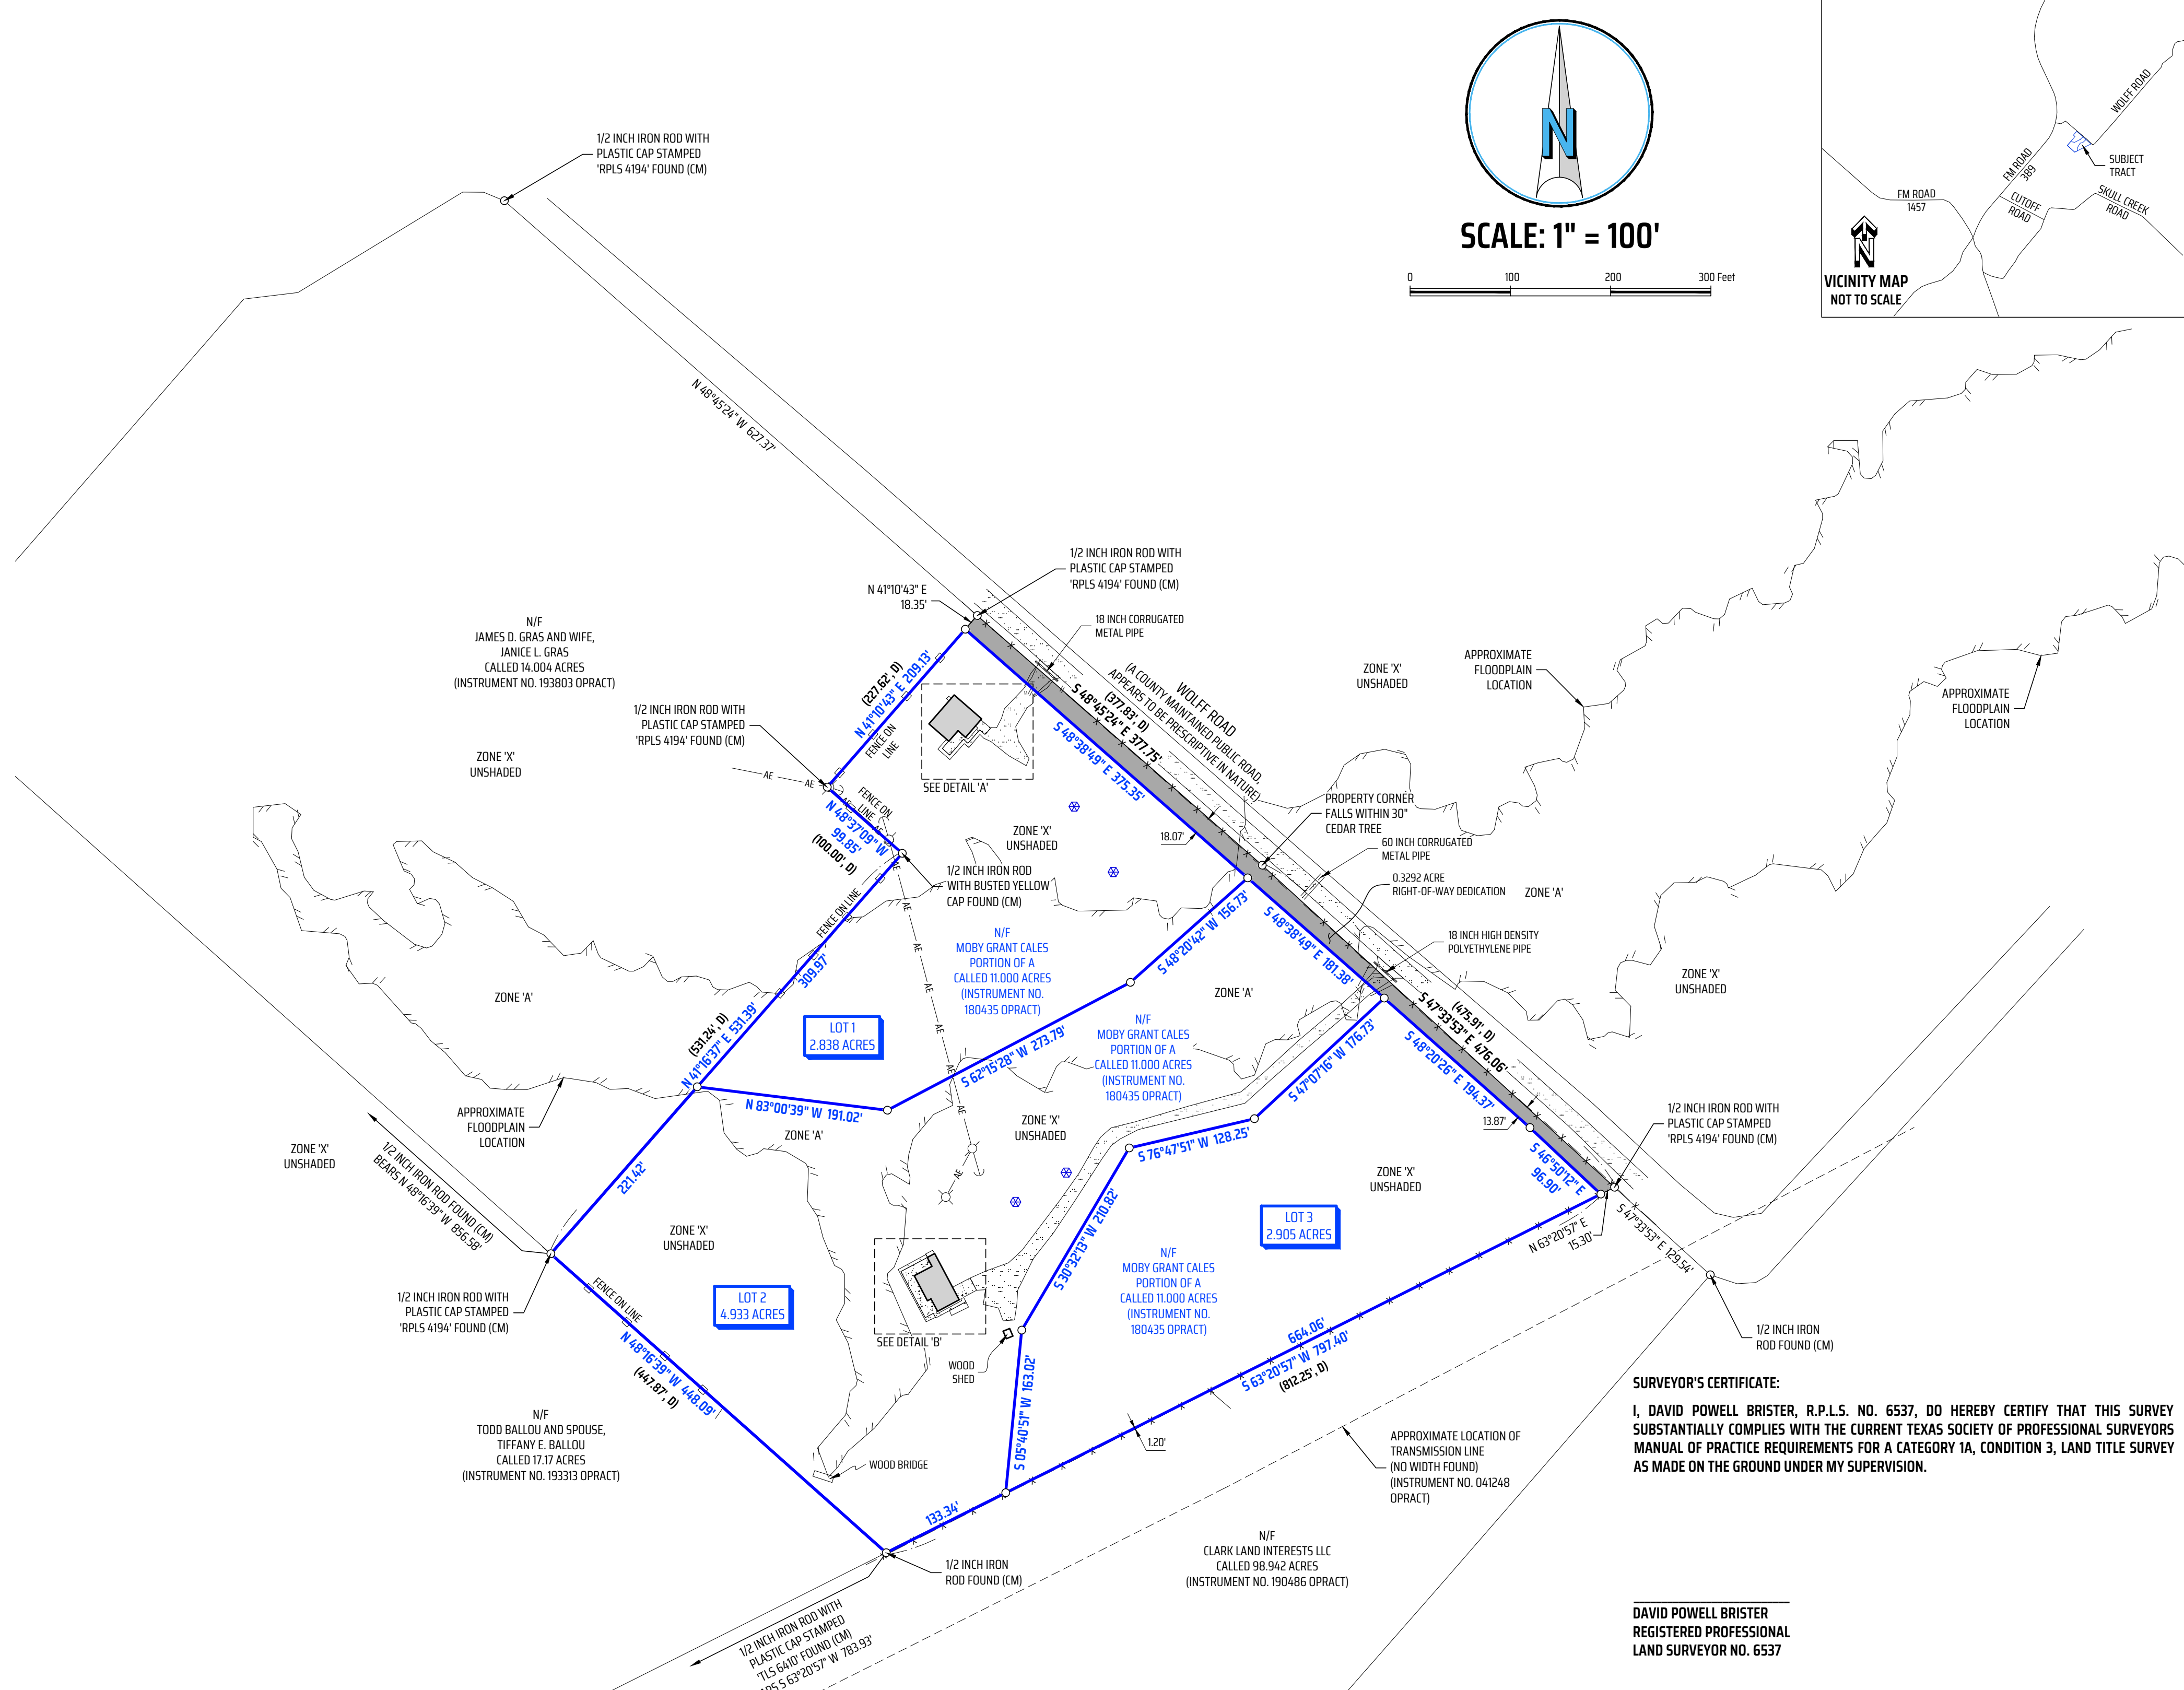 N
SCALE: 1" = 100'
0 100 200 300 Feet
WOLFF ROAD
SUBJECT
TRACT
FM ROAD
389
FM ROAD
1457
CUTOFF
ROAD
SKULL CREEK
ROAD
N
VICINITY MAP
NOT TO SCALE
1/2 INCH IRON ROD WITH
PLASTIC CAP STAMPED
'RPLS 4194' FOUND (CM)
N 48°45'24" W 627.37'
1/2 INCH IRON ROD WITH
PLASTIC CAP STAMPED
'RPLS 4194' FOUND (CM)
N 41°10'43" E
18.35'
18 INCH CORRUGATED
METAL PIPE
N/F
JAMES D. GRAS AND WIFE,
JANICE L. GRAS
CALLED 14.004 ACRES
(INSTRUMENT NO. 193803 OPRACT)
(227.62', D)
N 41°10'43" E 209.13'
FENCE ON
LINE
SEE DETAIL 'A'
WOLFF ROAD
(A COUNTY MAINTAINED PUBLIC ROAD,
APPEARS TO BE PRESCRIPTIVE IN NATURE)
(377.83', D)
S 48°45'24" E 377.75'
S 48°38'49" E 375.35'
ZONE 'X'
UNSHADED
APPROXIMATE
FLOODPLAIN
LOCATION
APPROXIMATE
FLOODPLAIN
LOCATION
1/2 INCH IRON ROD WITH
PLASTIC CAP STAMPED
'RPLS 4194' FOUND (CM)
ZONE 'X'
UNSHADED
AE
AE
AE
AE
FENCE ON
LINE
N 48°37'09" W
99.85'
(100.00', D)
ZONE 'X'
UNSHADED
18.07'
PROPERTY CORNER
FALLS WITHIN 30"
CEDAR TREE
60 INCH CORRUGATED
METAL PIPE
0.3292 ACRE
RIGHT-OF-WAY DEDICATION
ZONE 'A'
AE
1/2 INCH IRON ROD
WITH BUSTED YELLOW
CAP FOUND (CM)
FENCE ON LINE
AE
AE
AE
AE
AE
AE
AE
N/F
MOBY GRANT CALES
PORTION OF A
CALLED 11.000 ACRES
(INSTRUMENT NO.
180435 OPRACT)
S 48°20'42" W 156.73'
S 48°38'49" E 181.38'
18 INCH HIGH DENSITY
POLYETHYLENE PIPE
ZONE 'X'
UNSHADED
ZONE 'A'
ZONE 'A'
309.97'
(531.24', D)
N 41°16'37" E 531.39'
LOT 1
2.838 ACRES
S 62°15'28" W 273.79'
N/F
MOBY GRANT CALES
PORTION OF A
CALLED 11.000 ACRES
(INSTRUMENT NO.
180435 OPRACT)
(475.91', D)
S 47°33'53" E 476.06'
S 48°20'26" E 194.37'
S 47°07'16" W 176.73'
N 83°00'39" W 191.02'
ZONE 'A'
APPROXIMATE
FLOODPLAIN
LOCATION
ZONE 'X'
UNSHADED
1/2 INCH IRON ROD FOUND (CM)
BEARS N 48°16'39" W 856.58'
221.42'
ZONE 'X'
UNSHADED
S 76°47'51" W 128.25'
13.87'
S 46°50'12" E
96.90'
1/2 INCH IRON ROD WITH
PLASTIC CAP STAMPED
'RPLS 4194' FOUND (CM)
ZONE 'X'
UNSHADED
ZONE 'X'
UNSHADED
S 30°32'13" W 210.82'
LOT 3
2.905 ACRES
N 63°20'57" E
15.30'
S 47°33'53" E 129.54'
1/2 INCH IRON ROD WITH
PLASTIC CAP STAMPED
'RPLS 4194' FOUND (CM)
FENCE ON LINE
N 48°16'39" W 448.09'
(447.87', D)
LOT 2
4.933 ACRES
SEE DETAIL 'B'
WOOD
SHED
N/F
MOBY GRANT CALES
PORTION OF A
CALLED 11.000 ACRES
(INSTRUMENT NO.
180435 OPRACT)
664.06'
S 63°20'57" W 797.40'
(812.25', D)
1/2 INCH IRON
ROD FOUND (CM)
S 05°40'51" W 163.02'
1.20'
N/F
TODD BALLOU AND SPOUSE,
TIFFANY E. BALLOU
CALLED 17.17 ACRES
(INSTRUMENT NO. 193313 OPRACT)
WOOD BRIDGE
133.34'
APPROXIMATE LOCATION OF
TRANSMISSION LINE
(NO WIDTH FOUND)
(INSTRUMENT NO. 041248
OPRACT)
1/2 INCH IRON
ROD FOUND (CM)
N/F
CLARK LAND INTERESTS LLC
CALLED 98.942 ACRES
(INSTRUMENT NO. 190486 OPRACT)
1/2 INCH IRON ROD WITH
PLASTIC CAP STAMPED
'TLS 6410' FOUND (CM)
S 63°20'57" W 783.93'
SURVEYOR'S CERTIFICATE:
I, DAVID POWELL BRISTER, R.P.L.S. NO. 6537, DO HEREBY CERTIFY THAT THIS SURVEY
SUBSTANTIALLY COMPLIES WITH THE CURRENT TEXAS SOCIETY OF PROFESSIONAL SURVEYORS
MANUAL OF PRACTICE REQUIREMENTS FOR A CATEGORY 1A, CONDITION 3, LAND TITLE SURVEY
AS MADE ON THE GROUND UNDER MY SUPERVISION.
DAVID POWELL BRISTER
REGISTERED PROFESSIONAL
LAND SURVEYOR NO. 6537